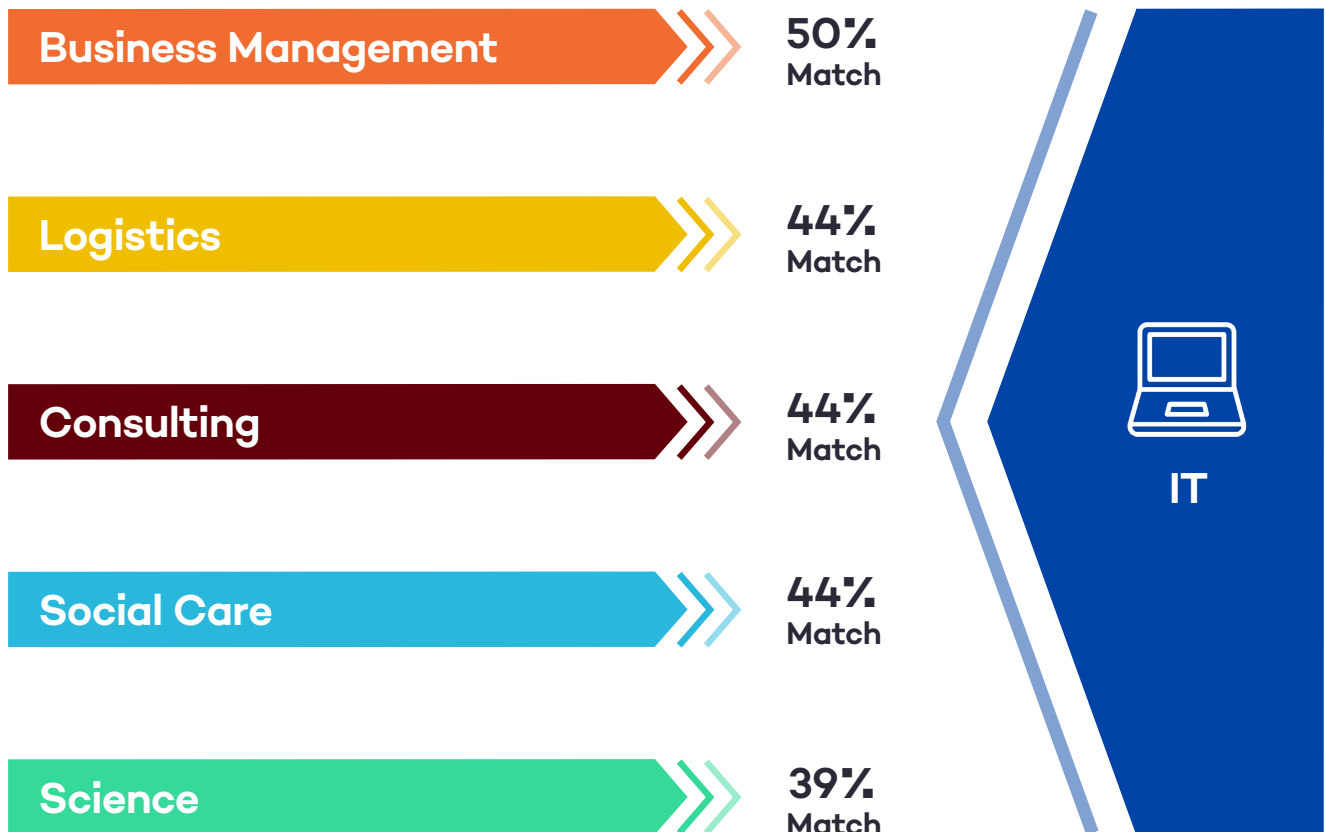 Business Management
50%
Match
Logistics
44%
Match
Consulting
44%
Match
Social Care
44%
Match
Science
39%
Match
IT